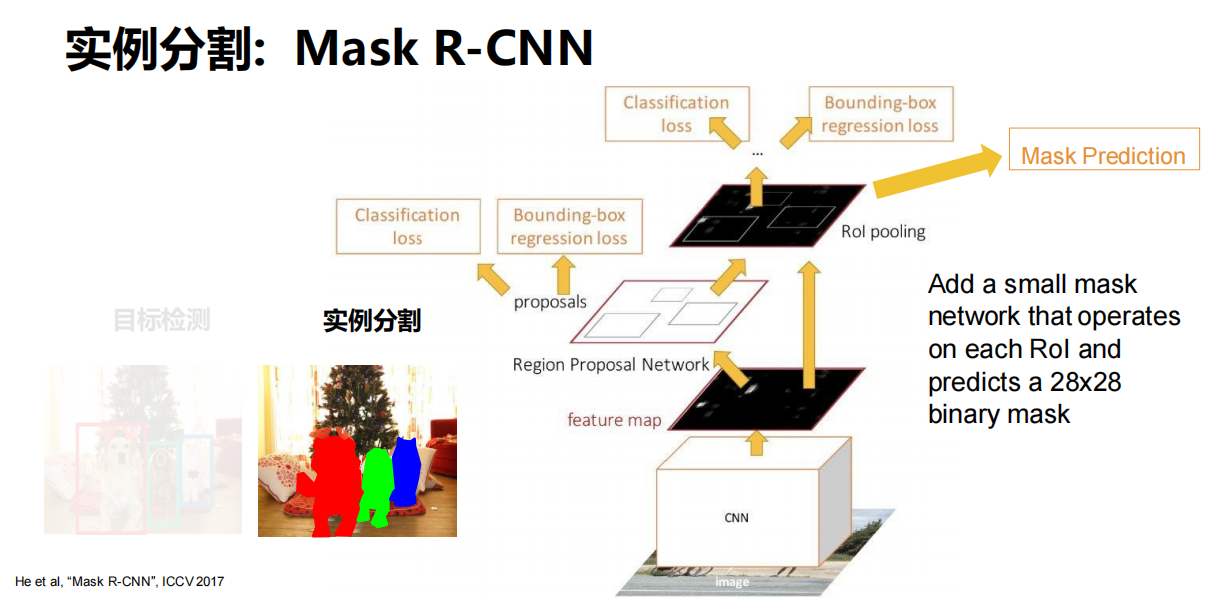 实例分割: Mask R-CNN
Classification
loss
Bounding-box
regression loss
...
Mask Prediction
Classification
loss
Bounding-box
regression loss
RoI pooling
proposals
Region Proposal Network
feature map
CNN
image
Add a small mask
network that operates
on each RoI and
predicts a 28x28
binary mask
目标检测
实例分割
He et al, “Mask R-CNN”, ICCV 2017